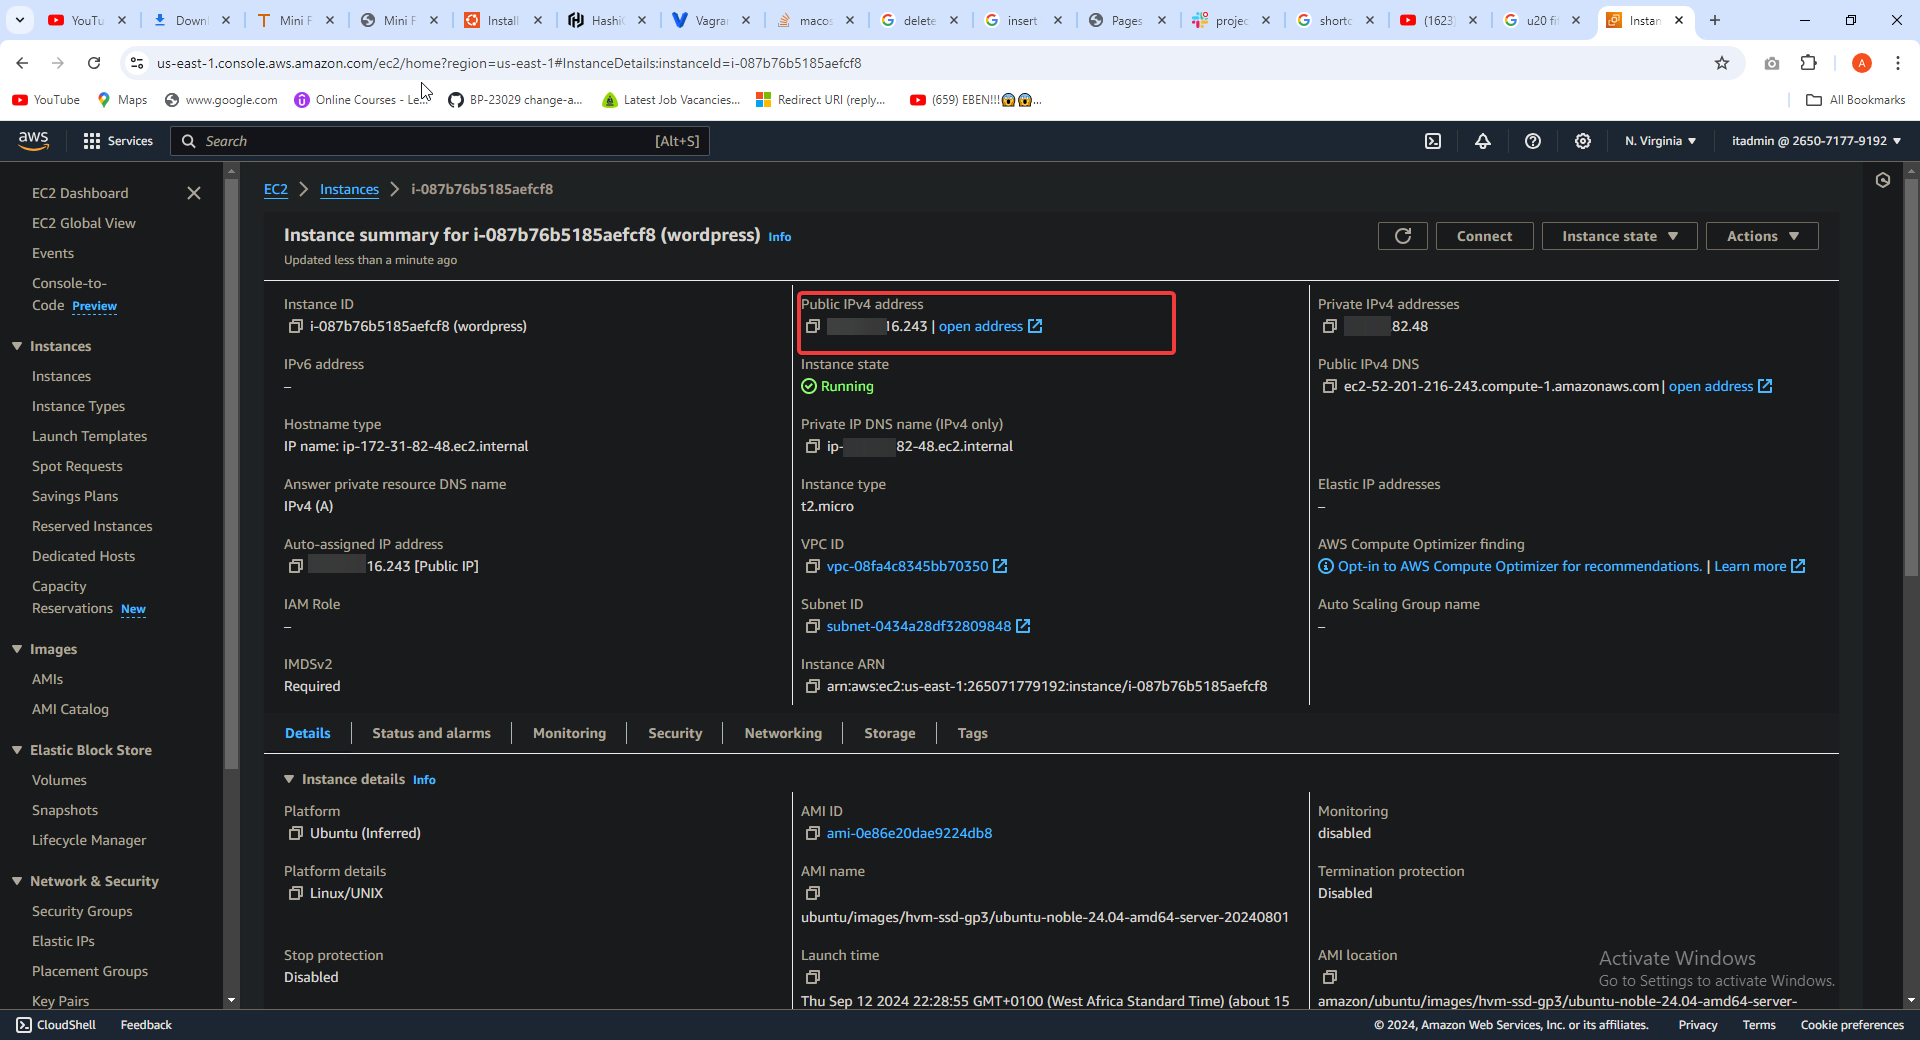 YouTu
Downl
Mini F
Mini F
Install
HashiC
Vagrar
macos
delete
insert
Pages
projec
shortc
(1623
u20 fif
Instan
us-east-1.console.aws.amazon.com/ec2/home?region=us-east-1#InstanceDetails:instanceId=i-087b76b5185aefcf8
A
YouTube
Maps
www.google.com
Online Courses - Le...
BP-23029 change-a...
Latest Job Vacancies...
Redirect URI (reply...
(659) EBEN!!!😱😱...
All Bookmarks
aws
Services
Search
[Alt+S]
N. Virginia
itadmin @ 2650-7177-9192
EC2 Dashboard
EC2 Global View
Events
Console-to-
Code Preview
Instances
Instances
Instance Types
Launch Templates
Spot Requests
Savings Plans
Reserved Instances
Dedicated Hosts
Capacity
Reservations New
Images
AMIs
AMI Catalog
Elastic Block Store
Volumes
Snapshots
Lifecycle Manager
Network & Security
Security Groups
Elastic IPs
Placement Groups
Key Pairs
EC2 > Instances > i-087b76b5185aefcf8
Instance summary for i-087b76b5185aefcf8 (wordpress) Info
Updated less than a minute ago
Connect
Instance state
Actions
Instance ID
i-087b76b5185aefcf8 (wordpress)
Public IPv4 address
16.243 | open address
Private IPv4 addresses
.82.48
IPv6 address
–
Instance state
Running
Public IPv4 DNS
ec2-52-201-216-243.compute-1.amazonaws.com | open address
Hostname type
IP name: ip-172-31-82-48.ec2.internal
Private IP DNS name (IPv4 only)
ip- 82-48.ec2.internal
Answer private resource DNS name
IPv4 (A)
Instance type
t2.micro
Elastic IP addresses
–
Auto-assigned IP address
16.243 [Public IP]
VPC ID
vpc-08fa4c8345bb70350
AWS Compute Optimizer finding
Opt-in to AWS Compute Optimizer for recommendations. | Learn more
IAM Role
–
Subnet ID
subnet-0434a28df32809848
Auto Scaling Group name
–
IMDSv2
Required
Instance ARN
arn:aws:ec2:us-east-1:265071779192:instance/i-087b76b5185aefcf8
Details
Status and alarms
Monitoring
Security
Networking
Storage
Tags
Instance details Info
Platform
Ubuntu (Inferred)
AMI ID
ami-0e86e20dae9224db8
Monitoring
disabled
Platform details
Linux/UNIX
AMI name
ubuntu/images/hvm-ssd-gp3/ubuntu-noble-24.04-amd64-server-20240801
Termination protection
Disabled
Stop protection
Disabled
Launch time
Thu Sep 12 2024 22:28:55 GMT+0100 (West Africa Standard Time) (about 15
AMI location
amazon/ubuntu/images/hvm-ssd-gp3/ubuntu-noble-24.04-amd64-server-
Activate Windows
Go to Settings to activate Windows.
CloudShell
Feedback
© 2024, Amazon Web Services, Inc. or its affiliates.
Privacy
Terms
Cookie preferences